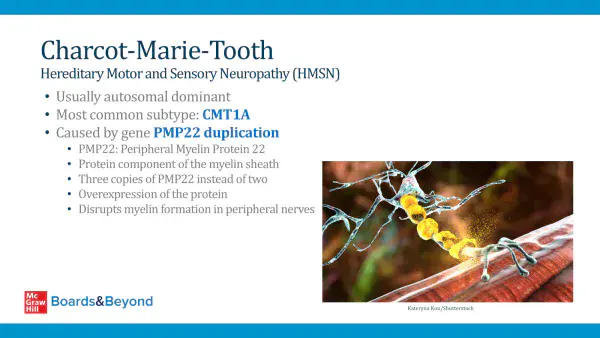 Charcot-Marie-Tooth
Hereditary Motor and Sensory Neuropathy (HMSN)
• Usually autosomal dominant
• Most common subtype: CMT1A
• Caused by gene PMP22 duplication
• PMP22: Peripheral Myelin Protein 22
• Protein component of the myelin sheath
• Three copies of PMP22 instead of two
• Overexpression of the protein
• Disrupts myelin formation in peripheral nerves
Mc
Graw
Hill
Boards&Beyond
Kateryna Kon/Shutterstock